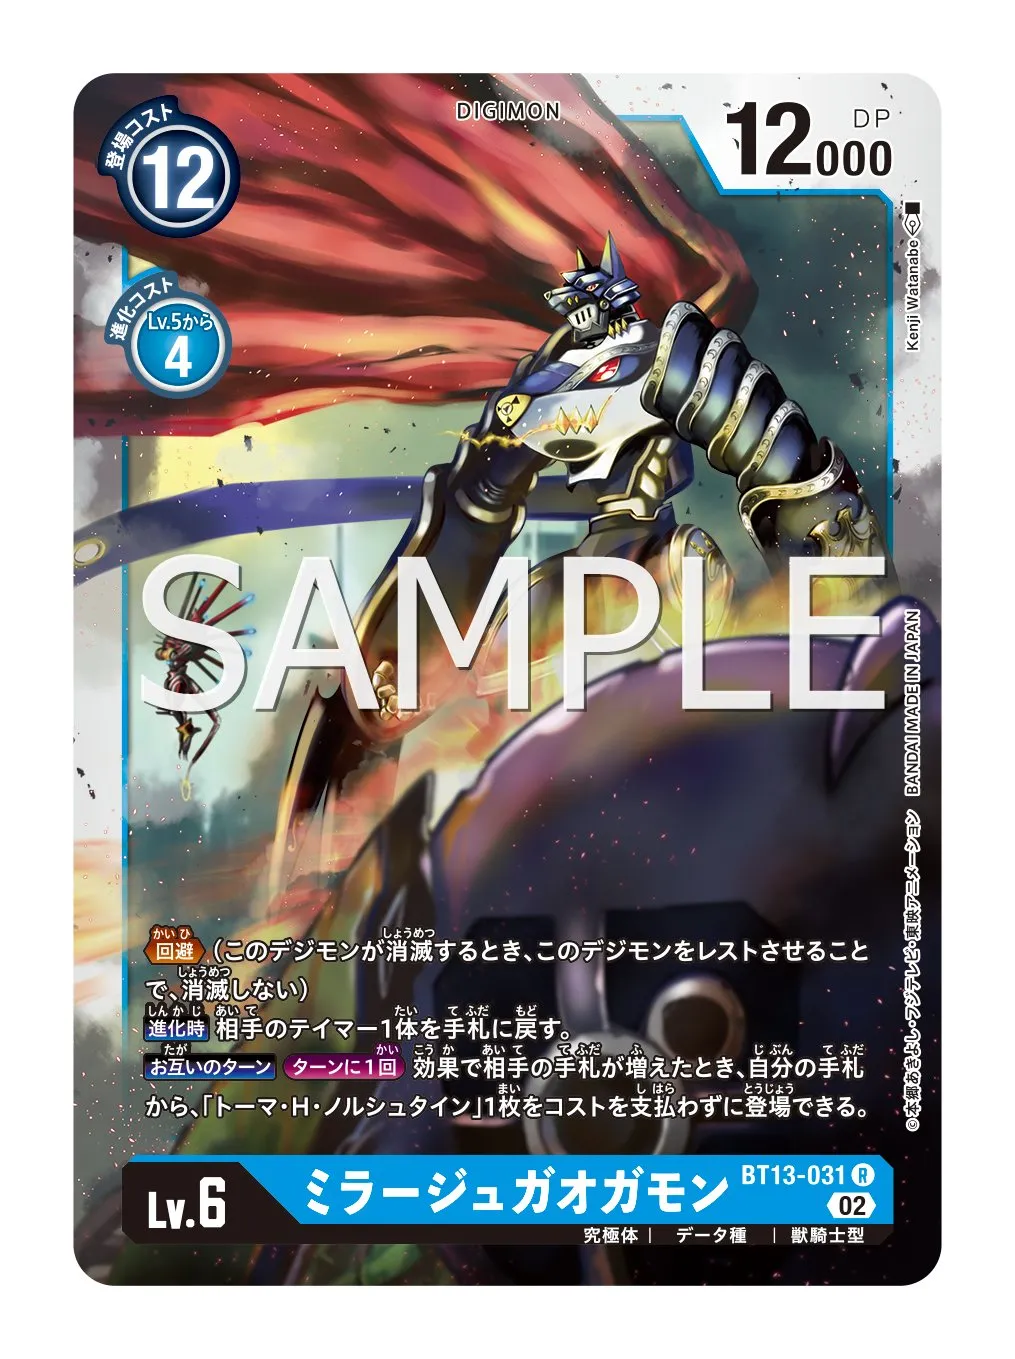 DIGIMON
登場コスト
12
12000
DP
進化コスト
Lv.5から
4
Kenji Watanabe
SAMPLE
BANDAI MADE IN JAPAN
©本郷あきよし・フジテレビ・東映アニメーション
回避 (このデジモンが消滅するとき、このデジモンをレストさせること
で、消滅しない)
進化時 相手のテイマー1体を手札に戻す。
お互いのターン ターンに1回 効果で相手の手札が増えたとき、自分の手札
から、「トーマ・H・ノルシュタイン」1枚をコストを支払わずに登場できる。
Lv.6
ミラージュガオガモン
BT13-031 R
02
究極体 | データ種 | 獣騎士型